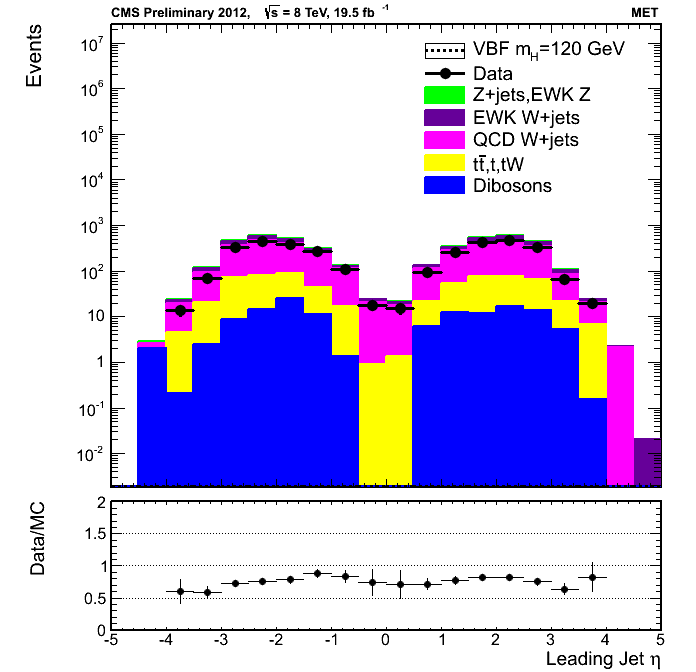 CMS Preliminary 2012, √s = 8 TeV, 19.5 fb⁻¹ MET
Events
VBF m_H=120 GeV
Data
Z+jets,EWK Z
EWK W+jets
QCD W+jets
tt̄,t,tW
Dibosons
10⁷
10⁶
10⁵
10⁴
10³
10²
10
1
10⁻¹
10⁻²
Data/MC
2
1.5
1
0.5
0
-5 -4 -3 -2 -1 0 1 2 3 4 5
Leading Jet η